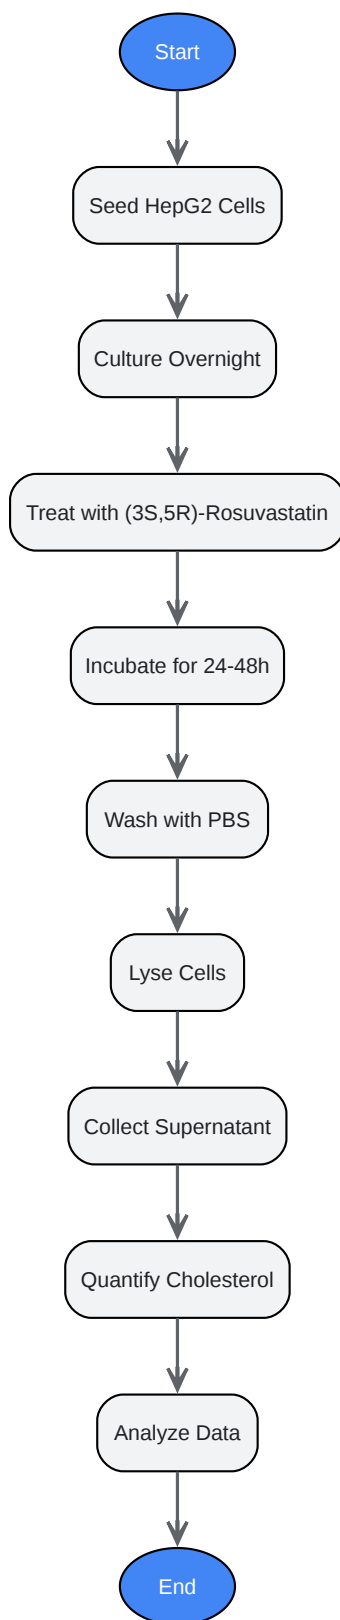 Start
Seed HepG2 Cells
Culture Overnight
Treat with (3S,5R)-Rosuvastatin
Incubate for 24-48h
Wash with PBS
Lyse Cells
Collect Supernatant
Quantify Cholesterol
Analyze Data
End